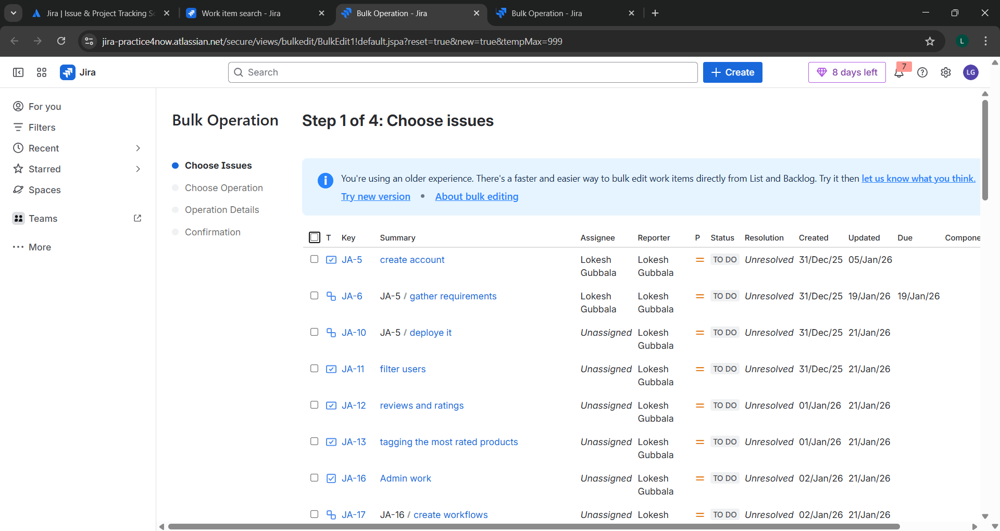 Jira | Issue & Project Tracking So
Work item search - Jira
Bulk Operation - Jira
Bulk Operation - Jira
jira-practice4now.atlassian.net/secure/views/bulkedit/BulkEdit1!default.jspa?reset=true&new=true&tempMax=999
L
Jira
Search
Create
8 days left
7
LG
For you
Filters
Recent
Starred
Spaces
Teams
More
Bulk Operation
Choose Issues
Choose Operation
Operation Details
Confirmation
Step 1 of 4: Choose issues
You're using an older experience. There's a faster and easier way to bulk edit work items directly from List and Backlog. Try it then let us know what you think.
Try new version • About bulk editing
T Key Summary Assignee Reporter P Status Resolution Created Updated Due Compone
JA-5 create account Lokesh Gubbala Lokesh Gubbala TO DO Unresolved 31/Dec/25 05/Jan/26
JA-6 JA-5 / gather requirements Lokesh Gubbala Lokesh Gubbala TO DO Unresolved 31/Dec/25 19/Jan/26 19/Jan/26
JA-10 JA-5 / deploye it Unassigned Lokesh Gubbala TO DO Unresolved 31/Dec/25 21/Jan/26
JA-11 filter users Unassigned Lokesh Gubbala TO DO Unresolved 31/Dec/25 21/Jan/26
JA-12 reviews and ratings Unassigned Lokesh Gubbala TO DO Unresolved 01/Jan/26 21/Jan/26
JA-13 tagging the most rated products Unassigned Lokesh Gubbala TO DO Unresolved 01/Jan/26 21/Jan/26
JA-16 Admin work Unassigned Lokesh Gubbala TO DO Unresolved 02/Jan/26 21/Jan/26
JA-17 JA-16 / create workflows Unassigned Lokesh TO DO Unresolved 02/Jan/26 21/Jan/26